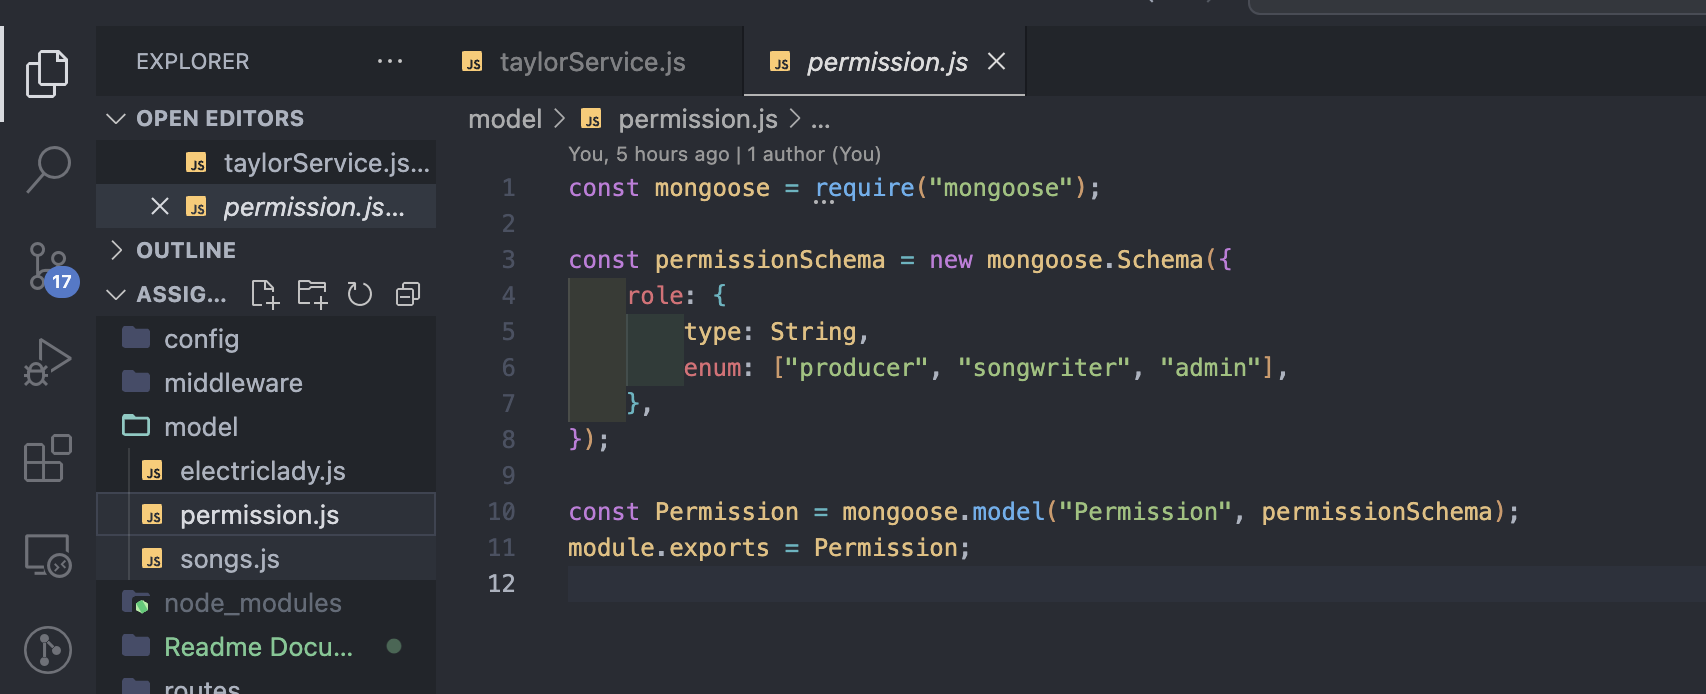 EXPLORER ...
OPEN EDITORS
JS taylorService.js...
JS permission.js...
OUTLINE
17
ASSIG...
config
middleware
model
JS electriclady.js
JS permission.js
JS songs.js
node_modules
Readme Docu...
routes
JS taylorService.js
JS permission.js
model > JS permission.js > ...
You, 5 hours ago | 1 author (You)
1 const mongoose = require("mongoose");
2
3 const permissionSchema = new mongoose.Schema({
4 role: {
5 type: String,
6 enum: ["producer", "songwriter", "admin"],
7 },
8 });
9
10 const Permission = mongoose.model("Permission", permissionSchema);
11 module.exports = Permission;
12